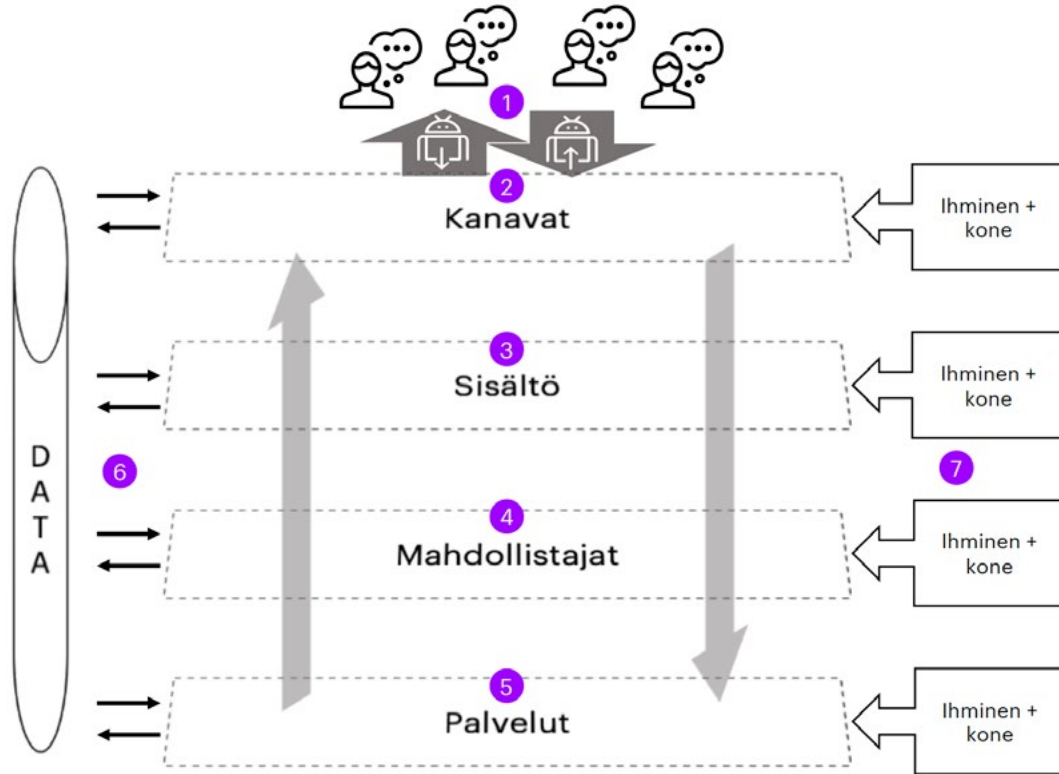 1
2
Kanavat
Ihminen +
kone
3
Sisältö
Ihminen +
kone
DATA
6
7
4
Mahdollistajat
Ihminen +
kone
5
Palvelut
Ihminen +
kone